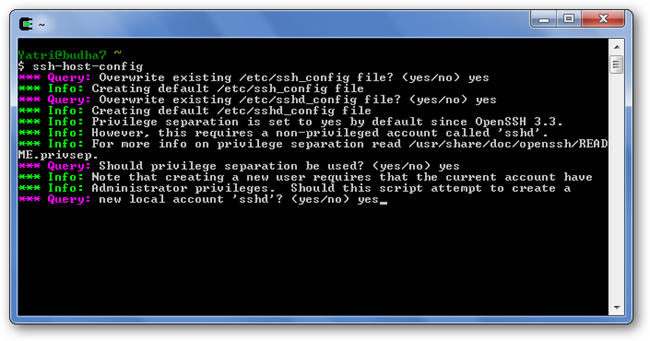 ~
Yatri@budha7 ~
$ ssh-host-config
*** Query: Overwrite existing /etc/ssh_config file? (yes/no) yes
*** Info: Creating default /etc/ssh_config file
*** Query: Overwrite existing /etc/sshd_config file? (yes/no) yes
*** Info: Creating default /etc/sshd_config file
*** Info: Privilege separation is set to yes by default since OpenSSH 3.3.
*** Info: However, this requires a non-privileged account called 'sshd'.
*** Info: For more info on privilege separation read /usr/share/doc/openssh/READ
ME.privsep.
*** Query: Should privilege separation be used? (yes/no) yes
*** Info: Note that creating a new user requires that the current account have
*** Info: Administrator privileges.  Should this script attempt to create a
*** Query: new local account 'sshd'? (yes/no) yes